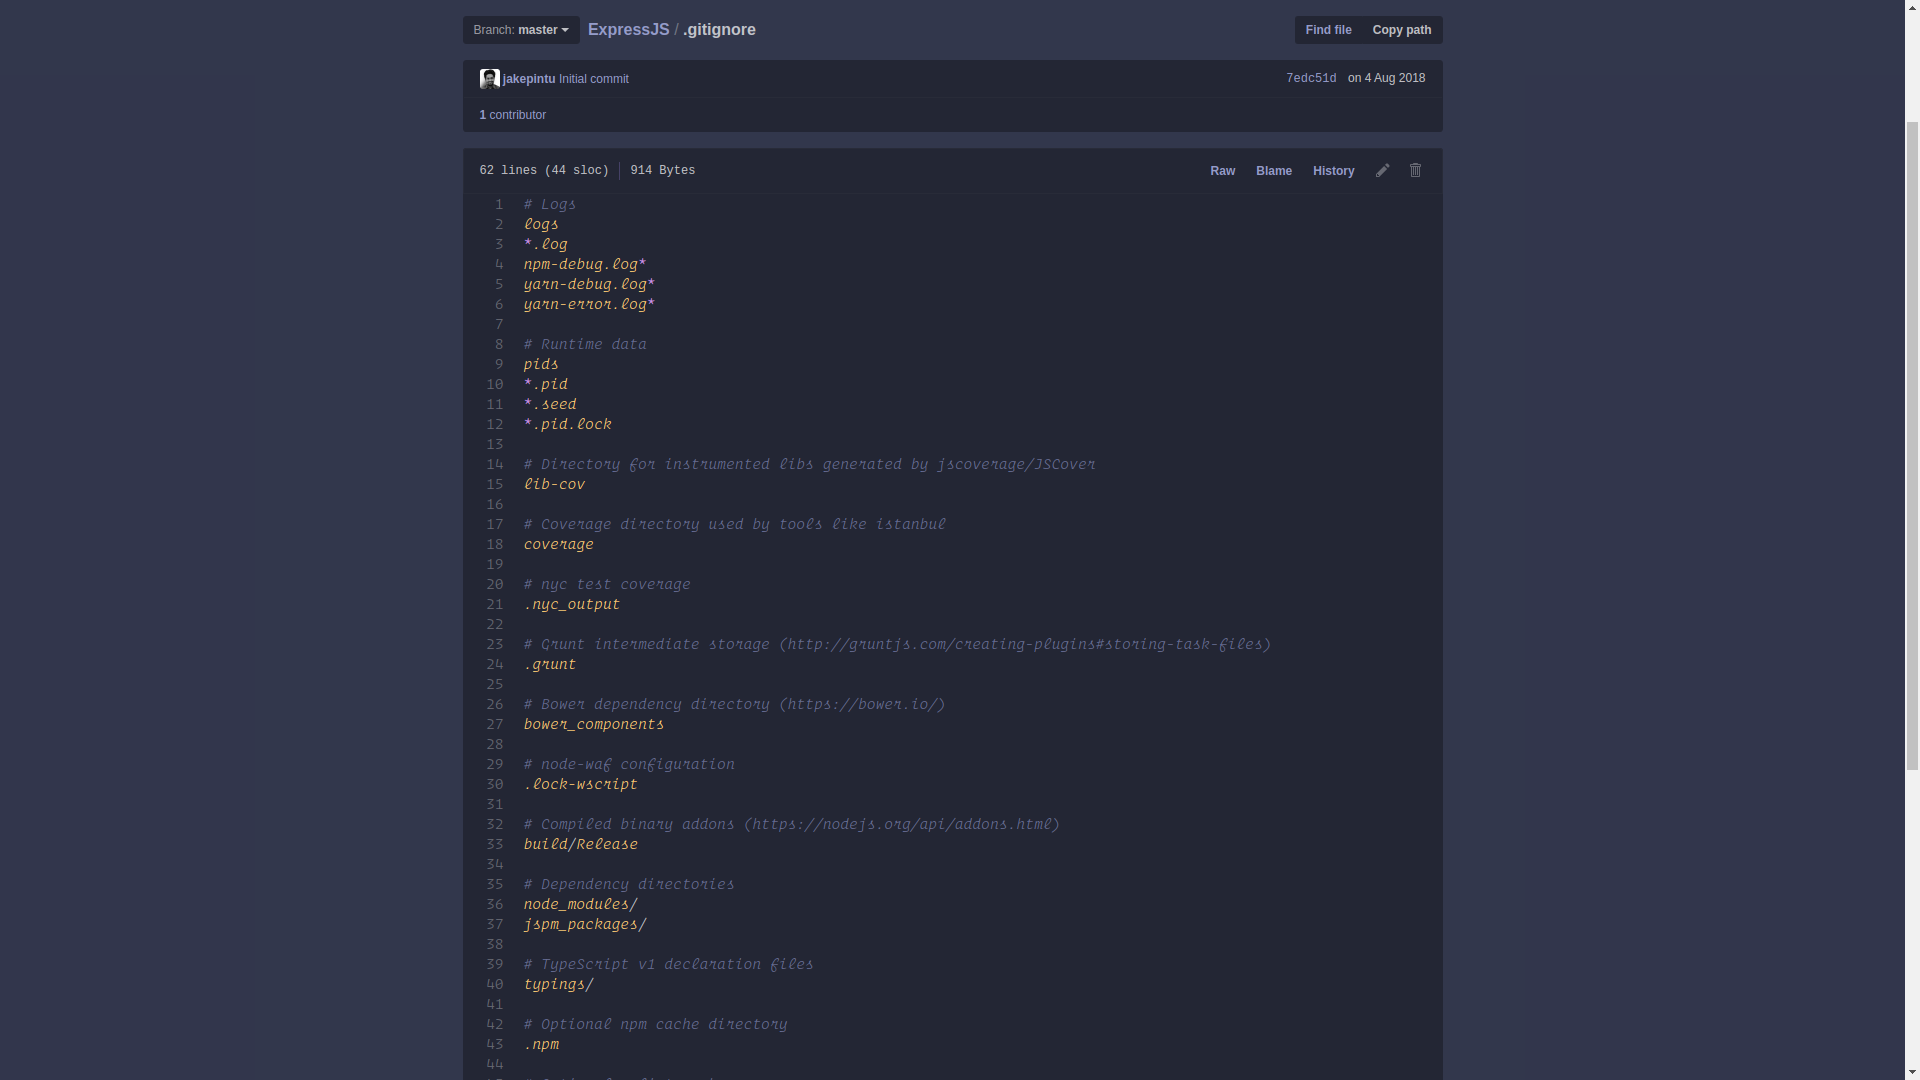 Branch: master ExpressJS / .gitignore Find file Copy path
jakepintu Initial commit 7edc51d on 4 Aug 2018
1 contributor
62 lines (44 sloc) 914 Bytes Raw Blame History
1 # Logs
2 logs
3 *.log
4 npm-debug.log*
5 yarn-debug.log*
6 yarn-error.log*
7
8 # Runtime data
9 pids
10 *.pid
11 *.seed
12 *.pid.lock
13
14 # Directory for instrumented libs generated by jscoverage/JSCover
15 lib-cov
16
17 # Coverage directory used by tools like istanbul
18 coverage
19
20 # nyc test coverage
21 .nyc_output
22
23 # Grunt intermediate storage (http://gruntjs.com/creating-plugins#storing-task-files)
24 .grunt
25
26 # Bower dependency directory (https://bower.io/)
27 bower_components
28
29 # node-waf configuration
30 .lock-wscript
31
32 # Compiled binary addons (https://nodejs.org/api/addons.html)
33 build/Release
34
35 # Dependency directories
36 node_modules/
37 jspm_packages/
38
39 # TypeScript v1 declaration files
40 typings/
41
42 # Optional npm cache directory
43 .npm
44